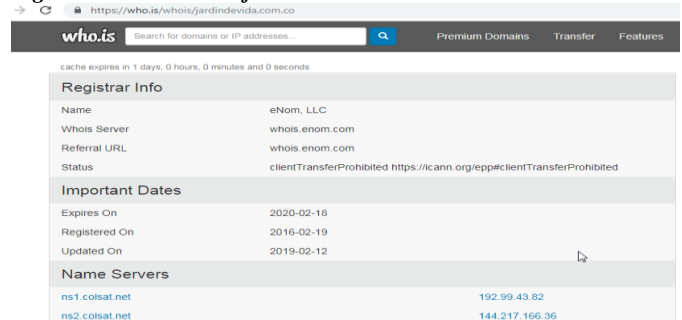 https://who.is/whois/jardindevida.com.co
who.is Search for domains or IP addresses... Premium Domains Transfer Features
cache expires in 1 days, 0 hours, 0 minutes and 0 seconds
Registrar Info
Name eNom, LLC
Whois Server whois.enom.com
Referral URL whois.enom.com
Status clientTransferProhibited https://icann.org/epp#clientTransferProhibited
Important Dates
Expires On 2020-02-18
Registered On 2016-02-19
Updated On 2019-02-12
Name Servers
ns1.colsat.net 192.99.43.82
ns2.colsat.net 144.217.166.36